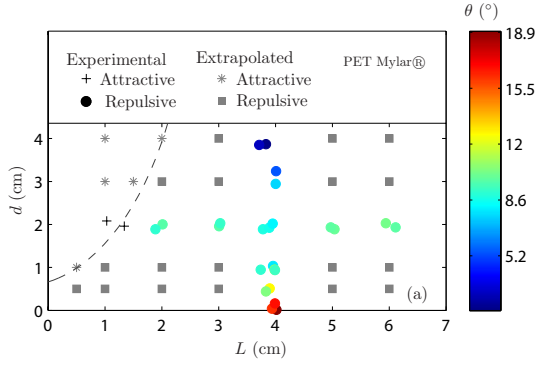 θ (°)
Experimental Extrapolated PET Mylar®
+ Attractive * Attractive
● Repulsive ■ Repulsive
18.9
15.5
12.2
8.6
5.2
d (cm)
4
3
2
1
0
(a)
0 1 2 3 4 5 6 7
L (cm)